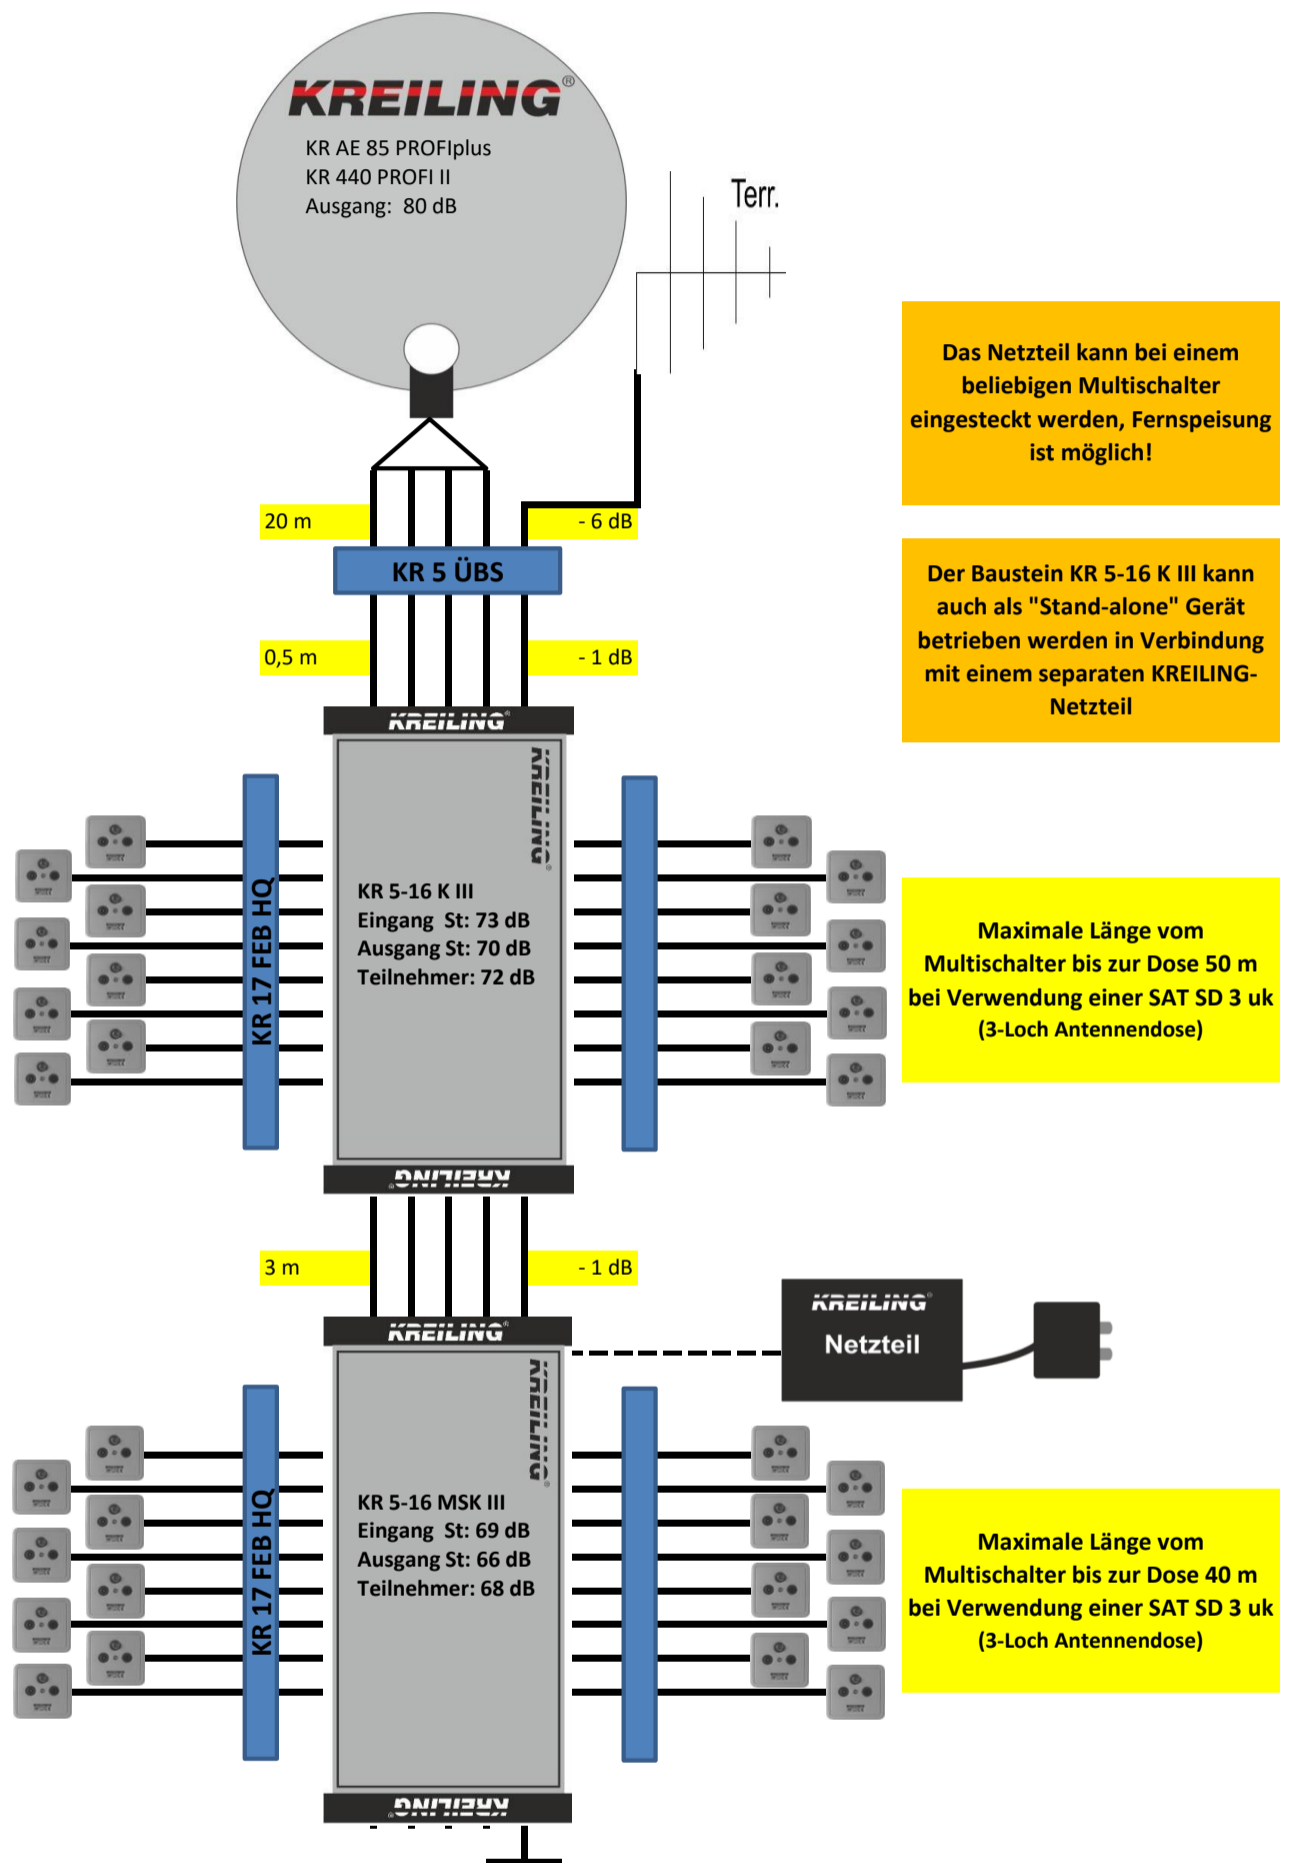 KREILING®
KR AE 85 PROFIplus
KR 440 PROFI II
Ausgang: 80 dB
Terr.
Das Netzteil kann bei einem
beliebigen Multischalter
eingesteckt werden, Fernspeisung
ist möglich!
20 m
- 6 dB
KR 5 ÜBS
Der Baustein KR 5-16 K III kann
auch als "Stand-alone" Gerät
betrieben werden in Verbindung
mit einem separaten KREILING-
Netzteil
0,5 m
- 1 dB
KREILING®
KREILING®
KR 17 FEB HQ
KR 5-16 K III
Eingang St: 73 dB
Ausgang St: 70 dB
Teilnehmer: 72 dB
Maximale Länge vom
Multischalter bis zur Dose 50 m
bei Verwendung einer SAT SD 3 uk
(3-Loch Antennendose)
KREILING®
3 m
- 1 dB
KREILING®
Netzteil
KREILING®
KREILING®
KR 17 FEB HQ
KR 5-16 MSK III
Eingang St: 69 dB
Ausgang St: 66 dB
Teilnehmer: 68 dB
Maximale Länge vom
Multischalter bis zur Dose 40 m
bei Verwendung einer SAT SD 3 uk
(3-Loch Antennendose)
KREILING®